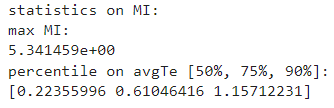 statistics on MI:
max MI:
5.341459e+00
percentile on avgTe [50%, 75%, 90%]:
[0.22355996 0.61046416 1.15712231]